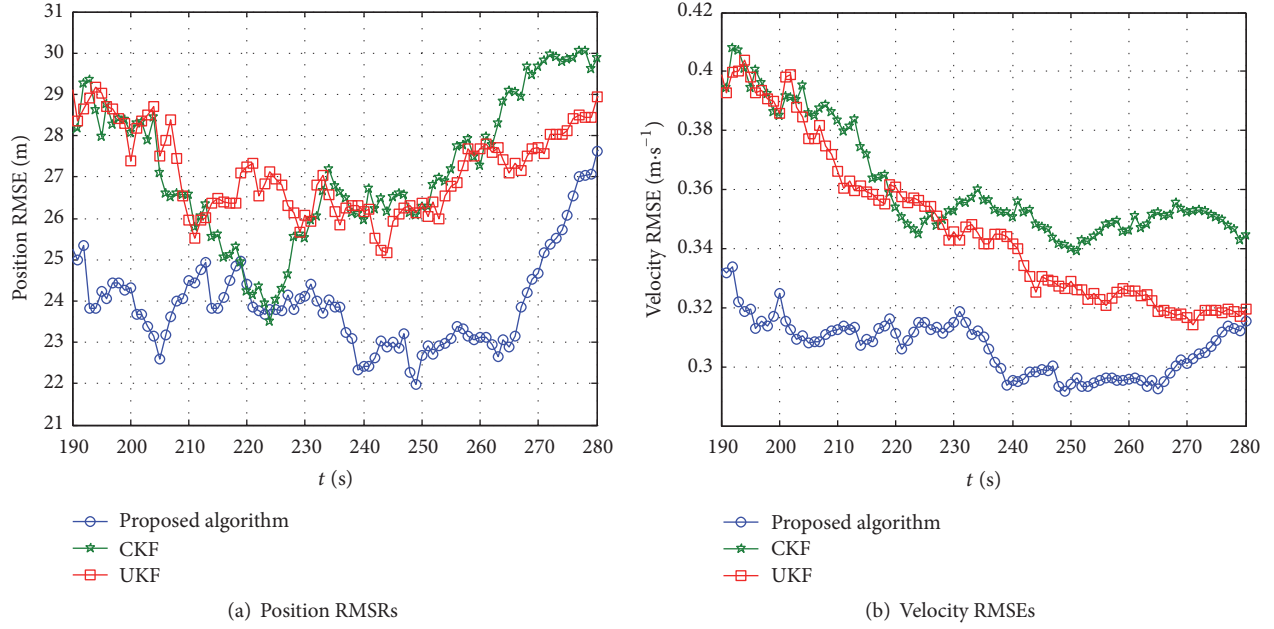 Position RMSE (m)
31
30
29
28
27
26
25
24
23
22
21
190 200 210 220 230 240 250 260 270 280
t (s)
Proposed algorithm
CKF
UKF
(a) Position RMSRs
Velocity RMSE (m·s⁻¹)
0.42
0.4
0.38
0.36
0.34
0.32
0.3
190 200 210 220 230 240 250 260 270 280
t (s)
Proposed algorithm
CKF
UKF
(b) Velocity RMSEs